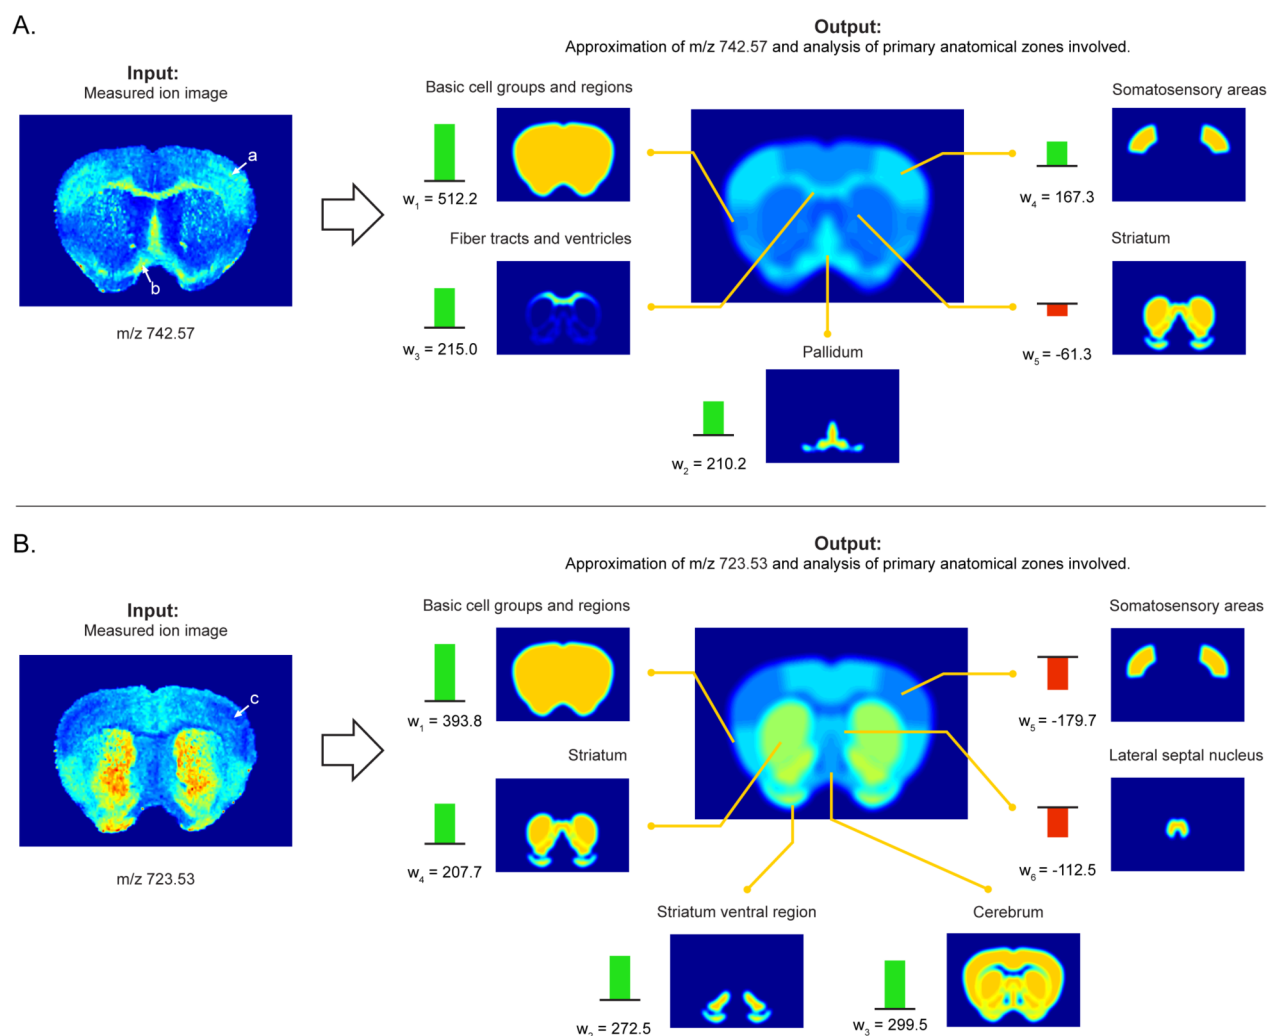 A.
Output:
Approximation of m/z 742.57 and analysis of primary anatomical zones involved.
Input:
Measured ion image
a
b
m/z 742.57
Basic cell groups and regions
w1 = 512.2
Fiber tracts and ventricles
w3 = 215.0
Pallidum
w2 = 210.2
Somatosensory areas
w4 = 167.3
Striatum
w5 = -61.3
B.
Output:
Approximation of m/z 723.53 and analysis of primary anatomical zones involved.
Input:
Measured ion image
c
m/z 723.53
Basic cell groups and regions
w1 = 393.8
Striatum
w4 = 207.7
Striatum ventral region
w2 = 272.5
Cerebrum
w3 = 299.5
Somatosensory areas
w5 = -179.7
Lateral septal nucleus
w6 = -112.5